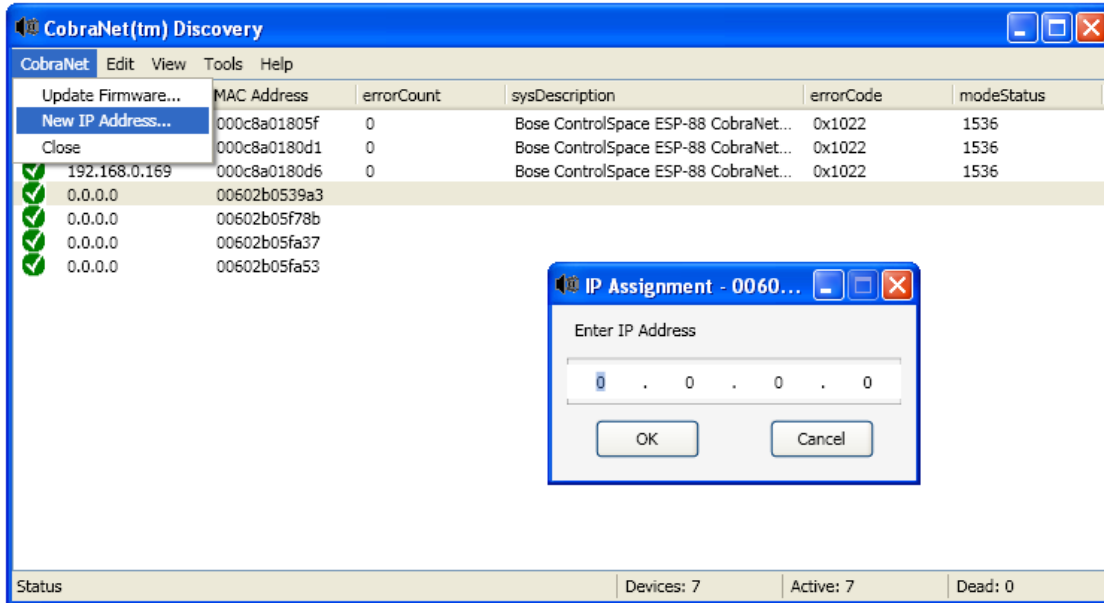 CobraNet(tm) Discovery
CobraNet Edit View Tools Help
Update Firmware...
New IP Address...
Close
MAC Address errorCount sysDescription errorCode modeStatus
000c8a01805f 0 Bose ControlSpace ESP-88 CobraNet... 0x1022 1536
000c8a0180d1 0 Bose ControlSpace ESP-88 CobraNet... 0x1022 1536
192.168.0.169 000c8a0180d6 0 Bose ControlSpace ESP-88 CobraNet... 0x1022 1536
0.0.0.0 00602b0539a3
0.0.0.0 00602b05f78b
0.0.0.0 00602b05fa37
0.0.0.0 00602b05fa53
IP Assignment - 0060...
Enter IP Address
0 . 0 . 0 . 0
OK Cancel
Status Devices: 7 Active: 7 Dead: 0